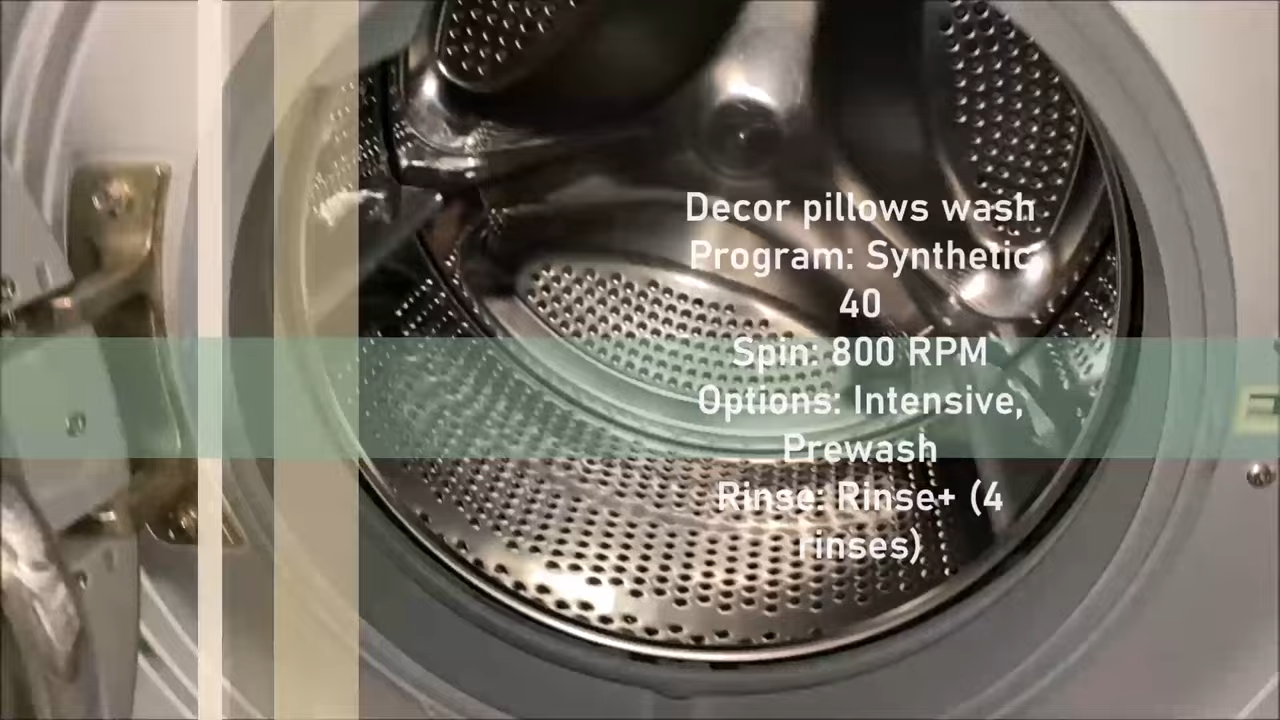 Decor pillows wash
Program: Synthetic
40
Spin: 800 RPM
Options: Intensive,
Prewash
Rinse: Rinse+ (4
rinses)